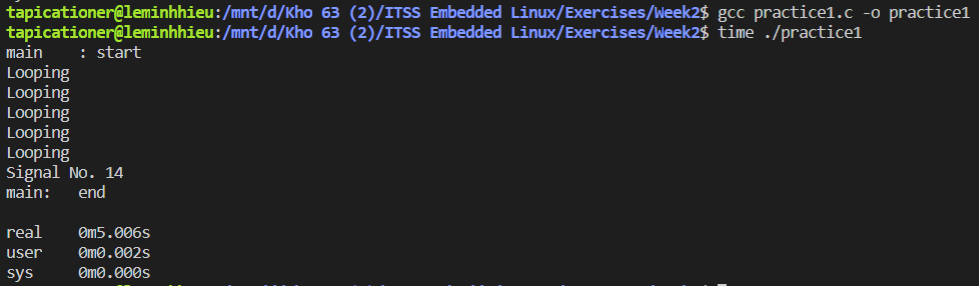 tapicationer@leminhhieu:/mnt/d/Kho 63 (2)/ITSS Embedded Linux/Exercises/Week2$ gcc practice1.c -o practice1
tapicationer@leminhhieu:/mnt/d/Kho 63 (2)/ITSS Embedded Linux/Exercises/Week2$ time ./practice1
main    : start
Looping
Looping
Looping
Looping
Looping
Signal No. 14
main:   end
real    0m5.006s
user    0m0.002s
sys     0m0.000s